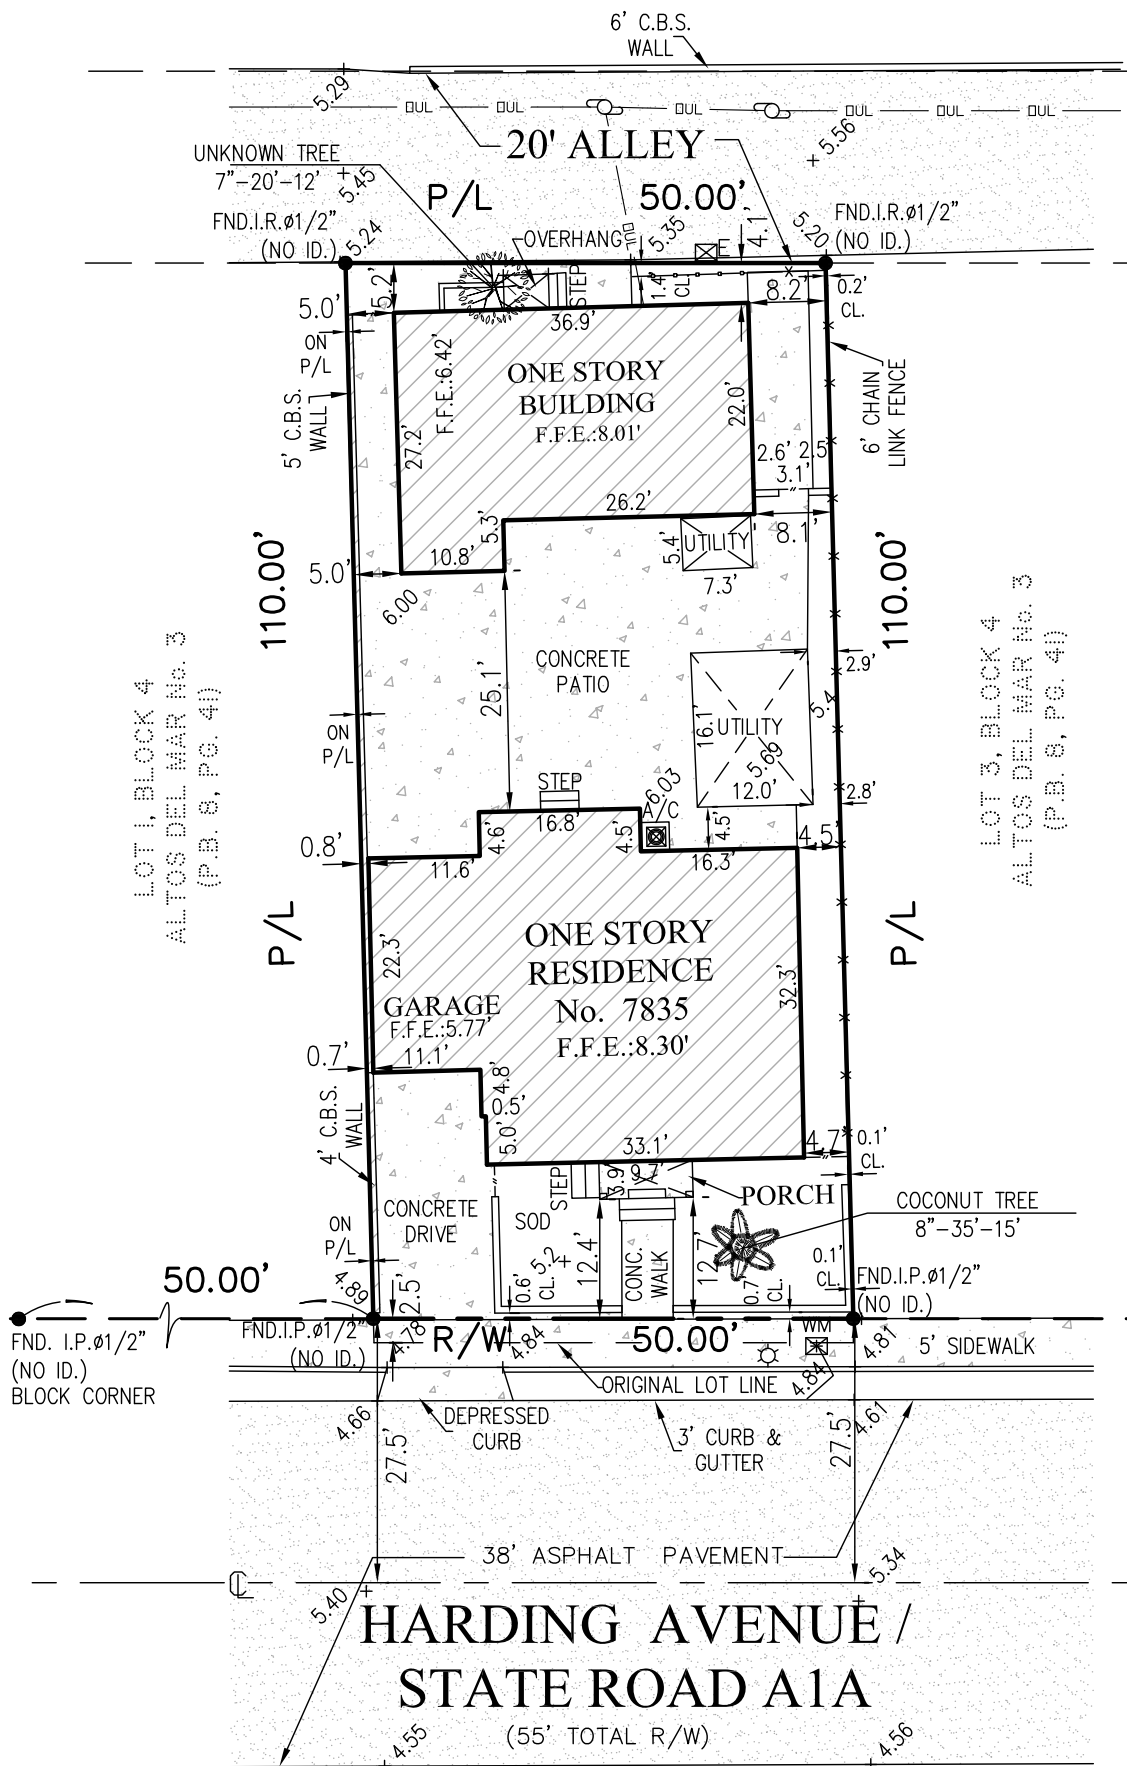 6' C.B.S.
WALL
5.29
OUL OUL OUL OUL OUL OUL
20' ALLEY
5.56
UNKNOWN TREE
7"-20'-12'
5.45
P/L
50.00'
FND.I.R.ø1/2"
(NO ID.)
5.24
OVERHANG
OUL
5.35
E
4.1'
5.20
FND.I.R.ø1/2"
(NO ID.)
5.0'
5.2'
STEP
1.4'
CL.
8.2'
0.2'
CL.
36.9'
ON
P/L
5' C.B.S.
WALL
F.F.E.:6.42'
ONE STORY
BUILDING
F.F.E.:8.01'
22.0'
27.2'
6' CHAIN
LINK FENCE
2.6'
2.5
3.1'
26.2'
5.3'
10.8'
5.4'
UTILITY
7.3'
8.1'
110.00'
5.0'
6.00
110.00'
LOT 1, BLOCK 4
ALTOS DEL MAR No. 3
(P.B. 8, PG. 41)
CONCRETE
PATIO
25.1'
2.9'
5.4
LOT 3, BLOCK 4
ALTOS DEL MAR No. 3
(P.B. 8, PG. 41)
ON
P/L
16.1'
UTILITY
5.69
12.0'
2.8'
STEP
6.03
A/C
16.8'
4.6'
4.5'
4.5'
4.5'
0.8'
11.6'
16.3'
P/L
P/L
22.3'
ONE STORY
RESIDENCE
No. 7835
F.F.E.:8.30'
32.3'
GARAGE
F.F.E.:5.77'
0.7'
11.1'
4.8'
0.5'
5.0'
33.1'
4.7'
0.1'
CL.
4' C.B.S.
WALL
9.7'
3.9'
STEP
PORCH
COCONUT TREE
8"-35'-15'
CONCRETE
DRIVE
SOD
ON
P/L
5.2
12.4'
CONC.
WALK
12.7'
0.1'
CL.
0.6'
CL.
0.7'
CL.
FND.I.P.ø1/2"
(NO ID.)
50.00'
4.89
2.5'
FND. I.P.ø1/2"
(NO ID.)
BLOCK CORNER
FND.I.P.ø1/2"
(NO ID.)
4.78
R/W
4.84
50.00'
WM
4.81
5' SIDEWALK
ORIGINAL LOT LINE
4.84
4.66
DEPRESSED
CURB
3' CURB &
GUTTER
4.61
27.5'
27.5'
38' ASPHALT PAVEMENT
5.34
CL
5.40
HARDING AVENUE /
STATE ROAD A1A
(55' TOTAL R/W)
4.55
4.56